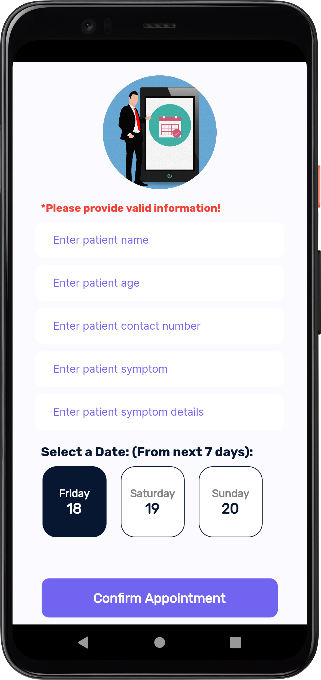 *Please provide valid information!
Enter patient name
Enter patient age
Enter patient contact number
Enter patient symptom
Enter patient symptom details
Select a Date: (From next 7 days):
Friday
18
Saturday
19
Sunday
20
Confirm Appointment